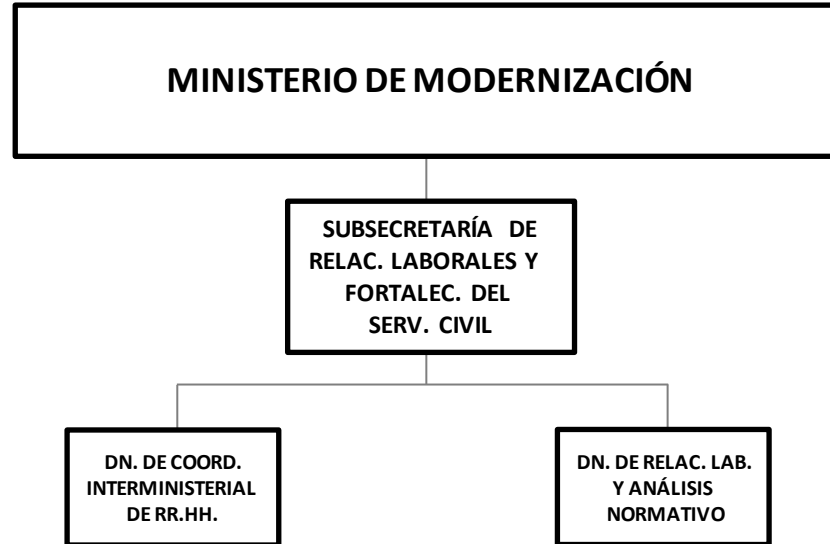 MINISTERIO DE MODERNIZACIÓN
SUBSECRETARÍA DE
RELAC. LABORALES Y
FORTALEC. DEL
SERV. CIVIL
DN. DE COORD.
INTERMINISTERIAL
DE RR.HH.
DN. DE RELAC. LAB.
Y ANÁLISIS
NORMATIVO